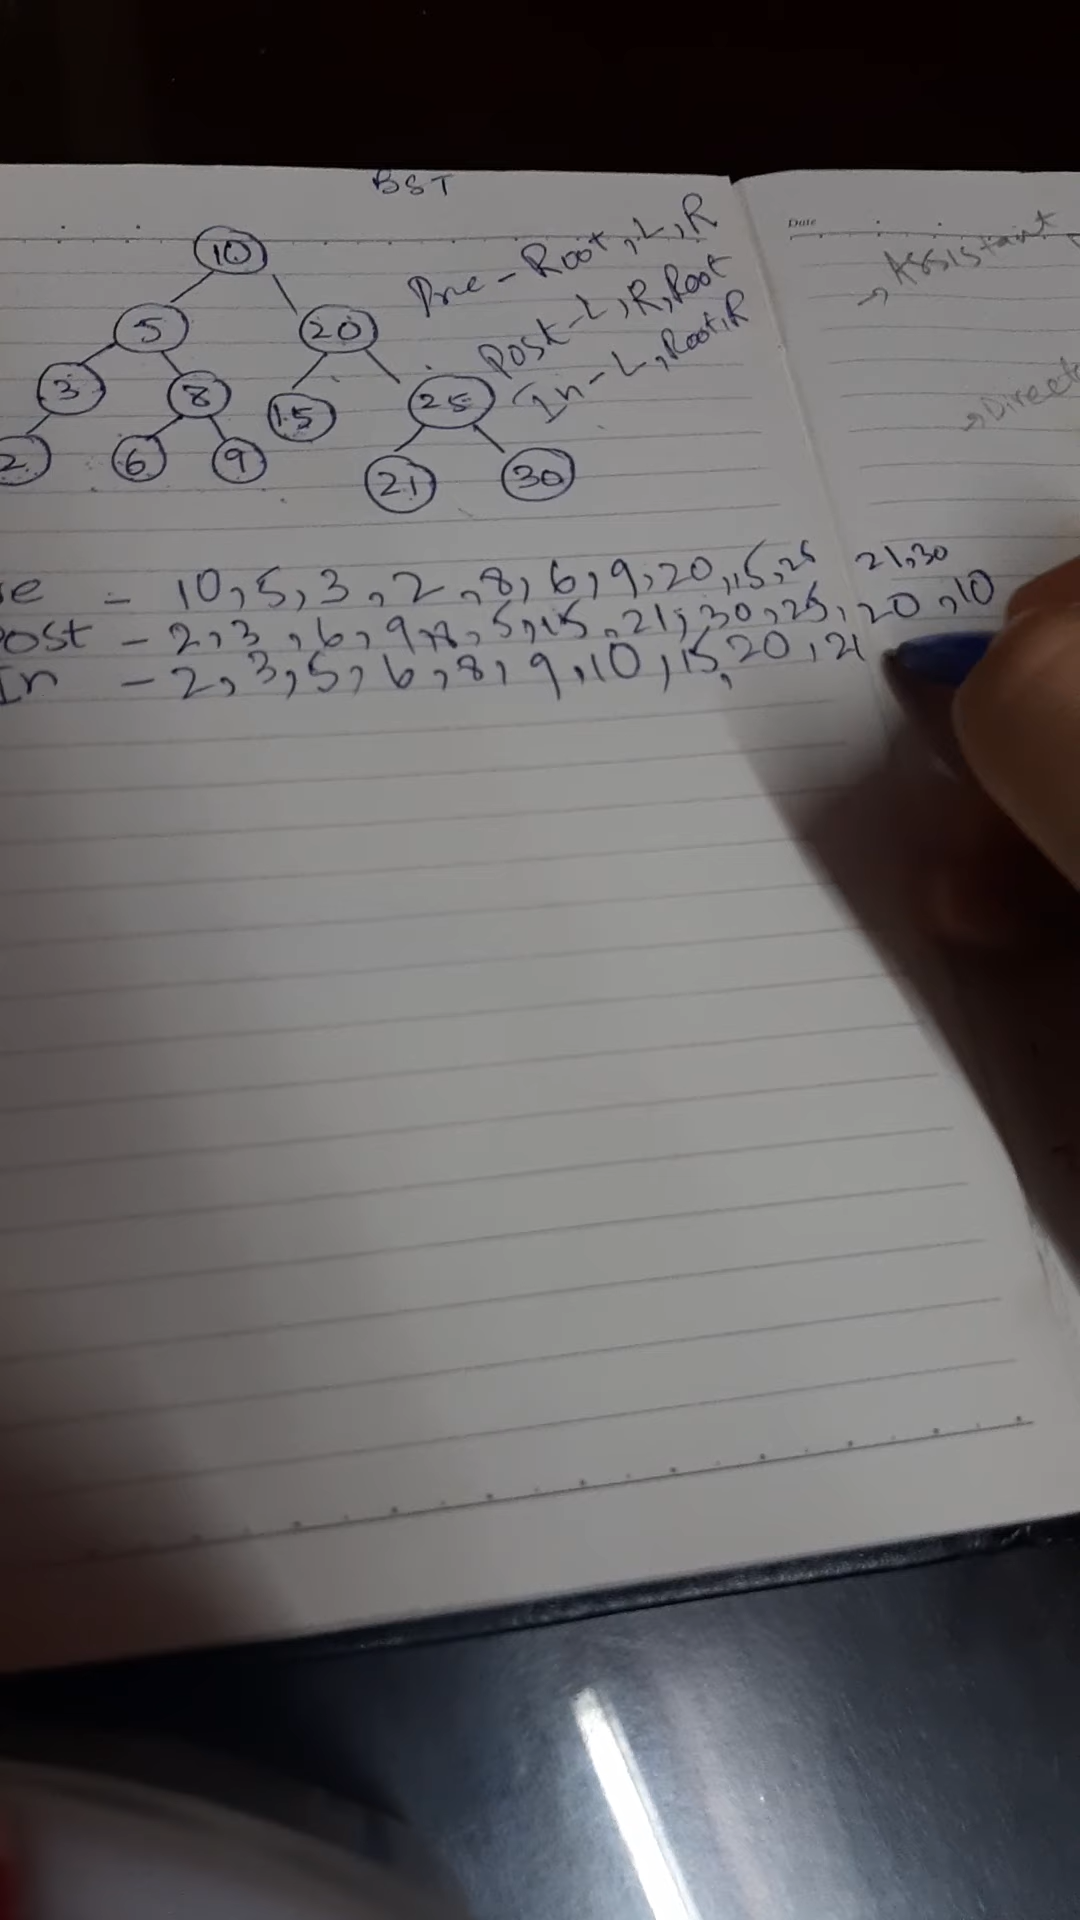 BST
10
Pre - Root, L, R
5
20
Post - L, R, Root
3
8
15
25
In - L, Root, R
2
6
9
21
30
re - 10, 5, 3, 2, 8, 6, 9, 20, 15, 25 21, 30
Post - 2, 3, 6, 9, 8, 5, 15, 21, 30, 25, 20, 10
In - 2, 3, 5, 6, 8, 9, 10, 15, 20, 21
Date
→ Assistant
→ Direct